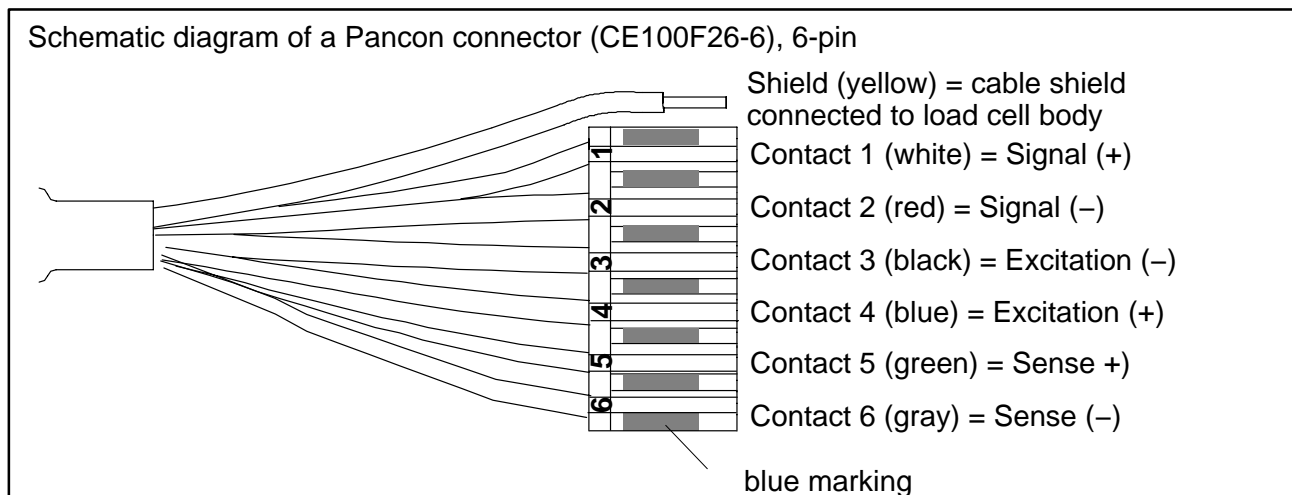 Schematic diagram of a Pancon connector (CE100F26-6), 6-pin
Shield (yellow) = cable shield
connected to load cell body
1
Contact 1 (white) = Signal (+)
2
Contact 2 (red) = Signal (−)
3
Contact 3 (black) = Excitation (−)
4
Contact 4 (blue) = Excitation (+)
5
Contact 5 (green) = Sense +)
6
Contact 6 (gray) = Sense (−)
blue marking